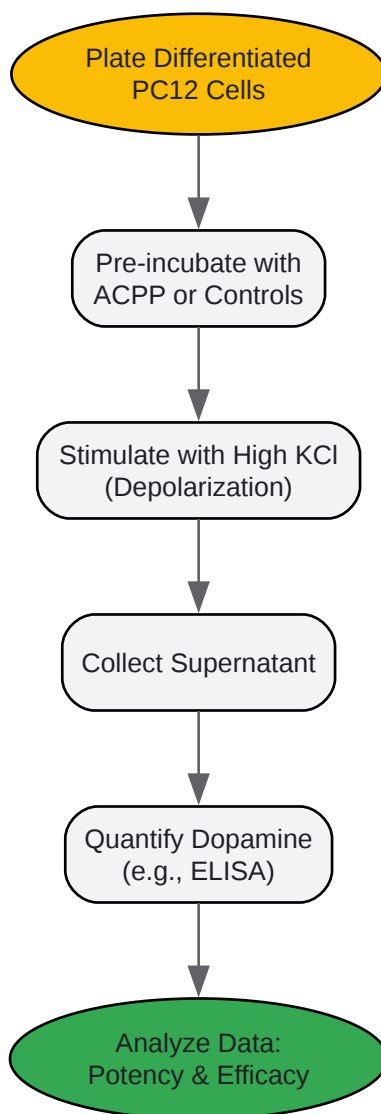 Plate Differentiated
PC12 Cells
Pre-incubate with
ACPP or Controls
Stimulate with High KCl
(Depolarization)
Collect Supernatant
Quantify Dopamine
(e.g., ELISA)
Analyze Data:
Potency & Efficacy